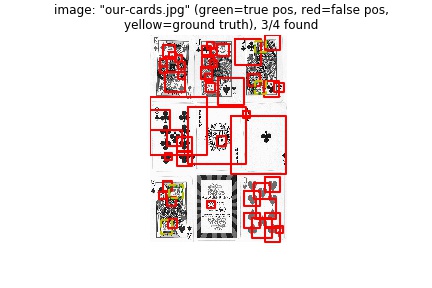 image: "our-cards.jpg" (green=true pos, red=false pos,
yellow=ground truth), 3/4 found